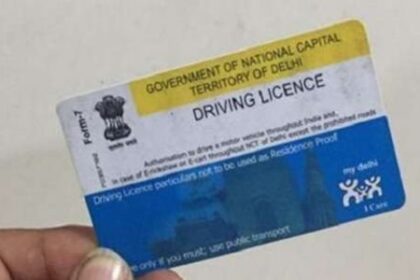 GOVERNMENT OF NATIONAL CAPITAL
TERRITORY OF DELHI
DRIVING LICENCE
Form-7
Authorisation to drive a motor vehicle throughout India and,
in case of E-rickshaw or E-cart throughout NCT of Delhi except the prohibited roads
Driving Licence particulars not to be used as Residence Proof
my delhi
I Care
only if you must; use public transport